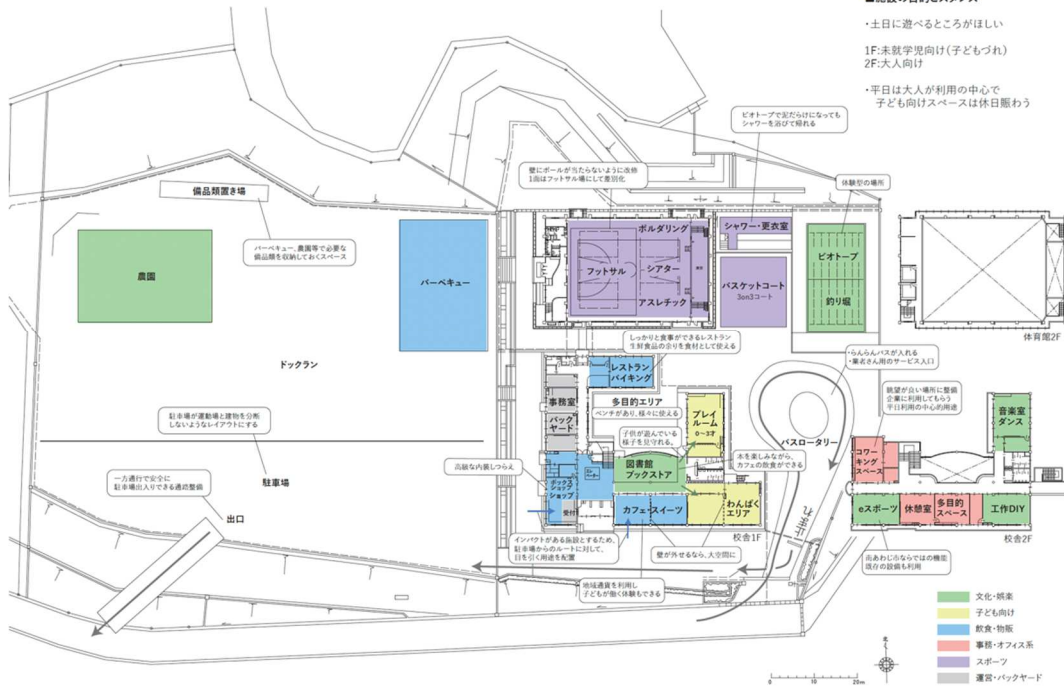 ■施設の目的とスタンス
・土日に遊べるところがほしい
1F:未就学児向け(子どもづれ)
2F:大人向け
・平日は大人が利用の中心で
子ども向けスペースは休日賑わう
ビオトープで泥だらけになっても
シャワーを浴びて帰れる
壁にボールが当たらないように改修
1面はフットサル場にして差別化
体験型の場所
備品類置き場
バーベキュー、農園等で必要な
備品類を収納しておくスペース
農園
バーベキュー
ボルダリング
フットサル
シアター
アスレチック
シャワー・更衣室
バスケットコート
3on3コート
ビオトープ
釣り堀
体育館2F
しっかりと食事ができるレストラン
生鮮食品の余りを食材として使える
・らんらんバスが入れる
・業者さん用のサービス入口
ドックラン
レストラン
バイキング
事務室
多目的エリア
ベンチがあり、様々に使える
バック
ヤード
プレイ
ルーム
0～3才
子供が遊んでいる
様子を見守れる。
眺望が良い場所に整備
企業に利用してもらう
平日利用の中心的用途
音楽室
ダンス
駐車場が運動場と建物を分断
しないようなレイアウトにする
バスロータリー
本を楽しみながら、
カフェの飲食ができる
コワー
キング
スペース
高級な内装しつらえ
図書館
ブックストア
駐車場
一方通行で安全に
駐車場出入りできる通路整備
ショップ
受付
カフェ・スイーツ
わんぱく
エリア
eスポーツ
休憩室
多目的
スペース
工作DIY
出口
校舎1F
校舎2F
インパクトがある施設とするため、
駐車場からのルートに対して、
目を引く用途を配置
壁が外せるなら、大空間に
南あわじ市ならではの機能
既存の設備も利用
地域通貨を利用し
子どもが働く体験もできる
文化・娯楽
子ども向け
飲食・物販
事務・オフィス系
スポーツ
運営・バックヤード
北
0
10
20m